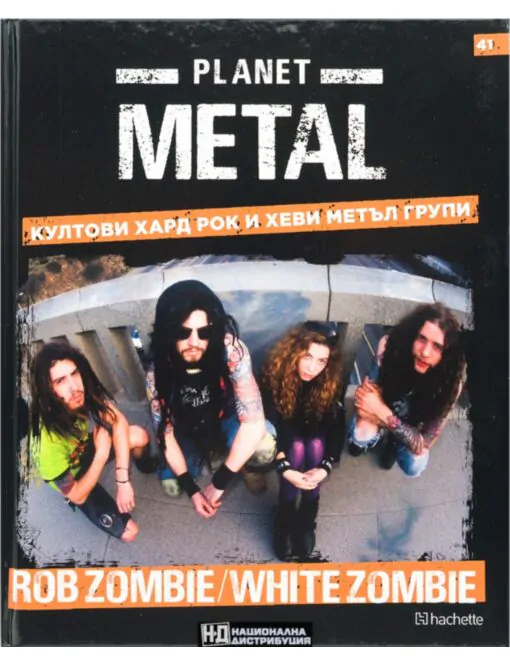 41
PLANET
METAL
КУЛТОВИ ХАРД РОК И ХЕВИ МЕТЪЛ ГРУПИ
ROB ZOMBIE/WHITE ZOMBIE
hachette
НД НАЦИОНАЛНА
ДИСТРИБУЦИЯ